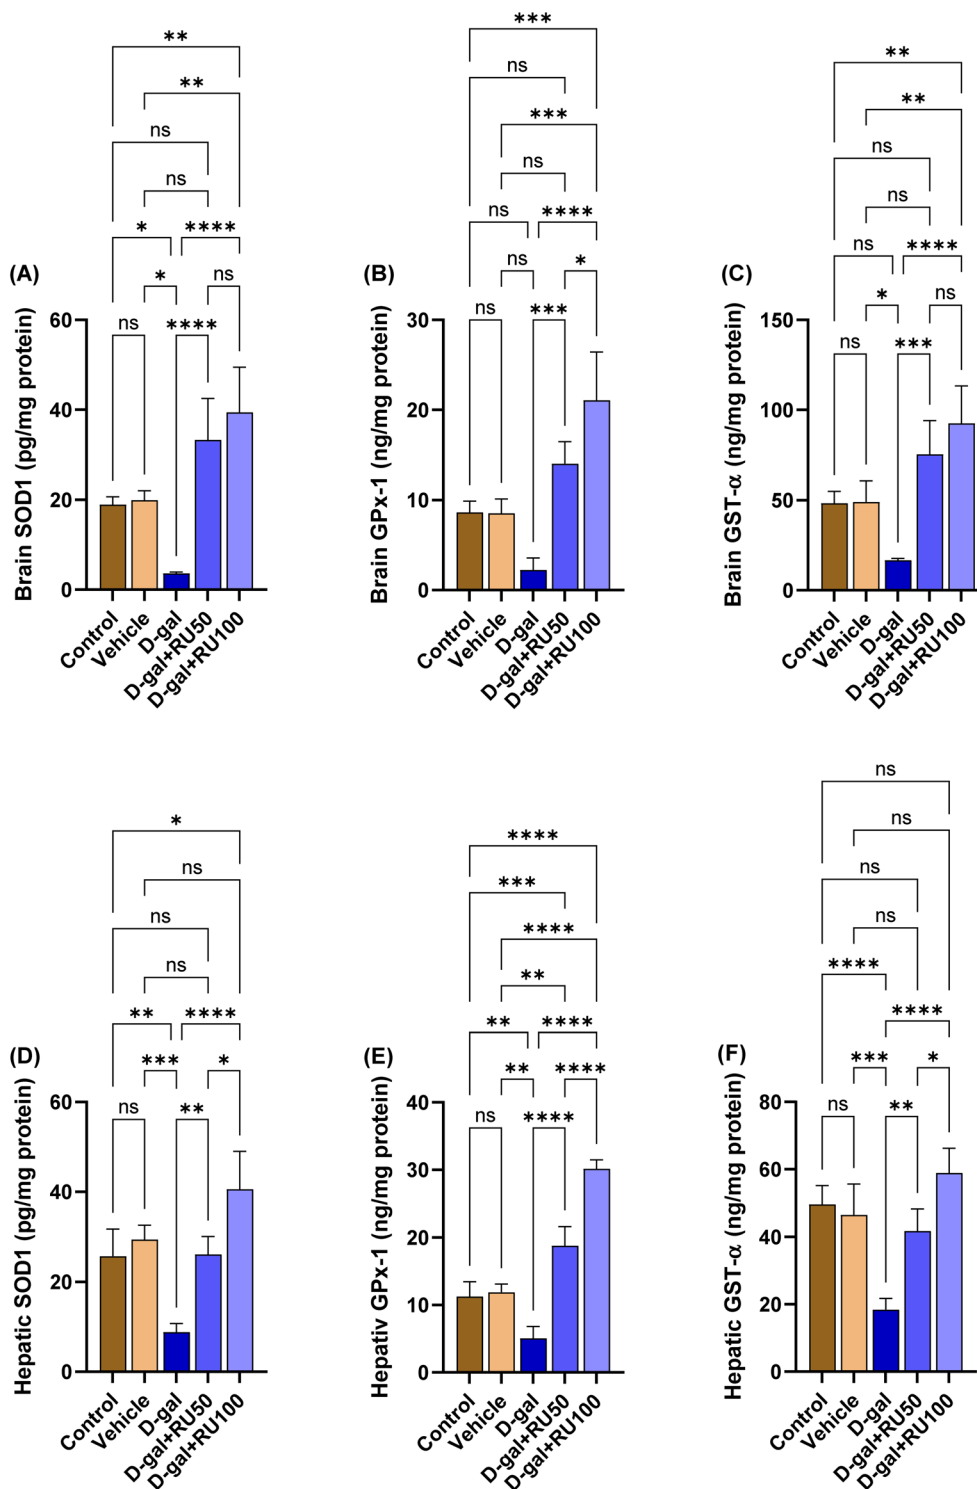 **
**
ns
ns
* ****
* ns
(A)
ns ****
Brain SOD1 (pg/mg protein)
60
40
20
0
Control
Vehicle
D-gal
D-gal+RU50
D-gal+RU100
***
ns
***
ns
ns ****
ns *
(B)
ns ***
Brain GPx-1 (ng/mg protein)
30
20
10
0
Control
Vehicle
D-gal
D-gal+RU50
D-gal+RU100
**
**
ns
ns
ns ****
* ns
(C)
ns ***
Brain GST-α (ng/mg protein)
150
100
50
0
Control
Vehicle
D-gal
D-gal+RU50
D-gal+RU100
*
ns
ns
ns
** ****
*** *
(D)
ns **
Hepatic SOD1 (pg/mg protein)
60
40
20
0
Control
Vehicle
D-gal
D-gal+RU50
D-gal+RU100
****
***
****
**
** ****
** ****
(E)
ns ****
Hepativ GPx-1 (ng/mg protein)
40
30
20
10
0
Control
Vehicle
D-gal
D-gal+RU50
D-gal+RU100
ns
ns
ns
ns
****
****
*** *
(F)
ns **
Hepatic GST-α (ng/mg protein)
80
60
40
20
0
Control
Vehicle
D-gal
D-gal+RU50
D-gal+RU100